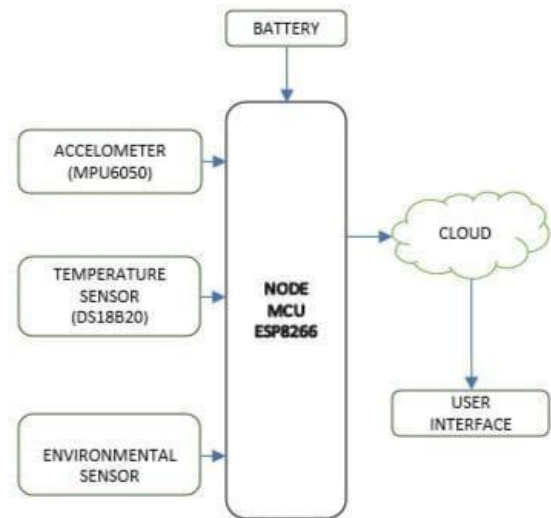 BATTERY
ACCELOMETER
(MPU6050)
TEMPERATURE
SENSOR
(DS18B20)
ENVIRONMENTAL
SENSOR
NODE
MCU
ESP8266
CLOUD
USER
INTERFACE